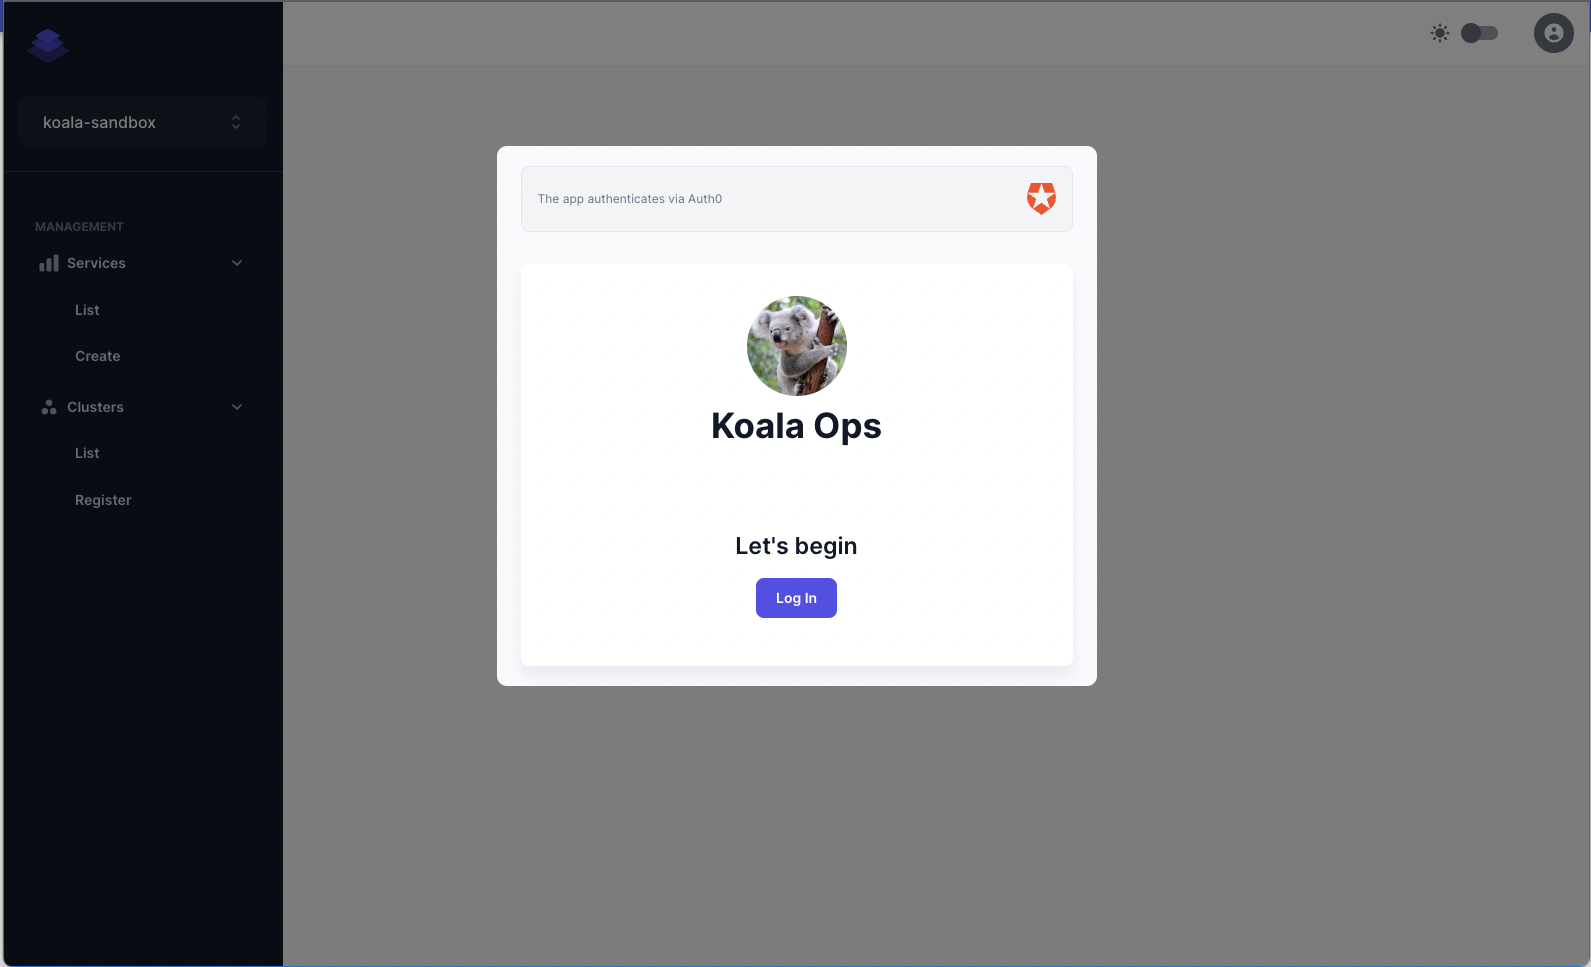 koala-sandbox
MANAGEMENT
Services
List
Create
Clusters
List
Register
The app authenticates via Auth0
Koala Ops
Let's begin
Log In